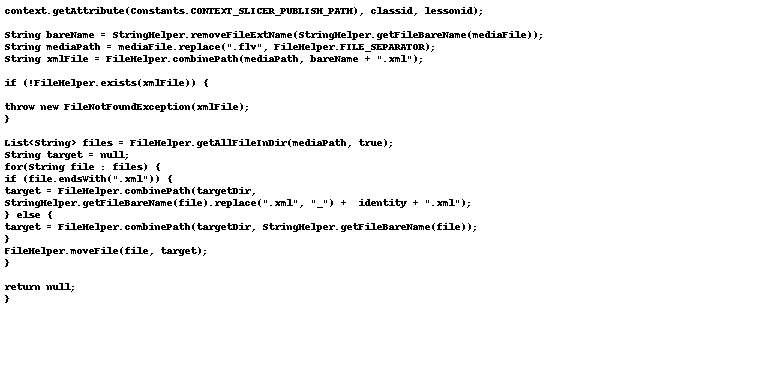 context.getAttribute(Constants.CONTEXT_SLICER_PUBLISH_PATH), classid, lessonid);
String bareName = StringHelper.removeFileExtName(StringHelper.getFileBareName(mediaFile));
String mediaPath = mediaFile.replace(".flv", FileHelper.FILE_SEPARATOR);
String xmlFile = FileHelper.combinePath(mediaPath, bareName + ".xml");
if (!FileHelper.exists(xmlFile)) {
throw new FileNotFoundException(xmlFile);
}
List<String> files = FileHelper.getAllFileInDir(mediaPath, true);
String target = null;
for(String file : files) {
if (file.endsWith(".xml")) {
target = FileHelper.combinePath(targetDir,
StringHelper.getFileBareName(file).replace(".xml", "_") +  identity + ".xml");
} else {
target = FileHelper.combinePath(targetDir, StringHelper.getFileBareName(file));
}
FileHelper.moveFile(file, target);
}
return null;
}